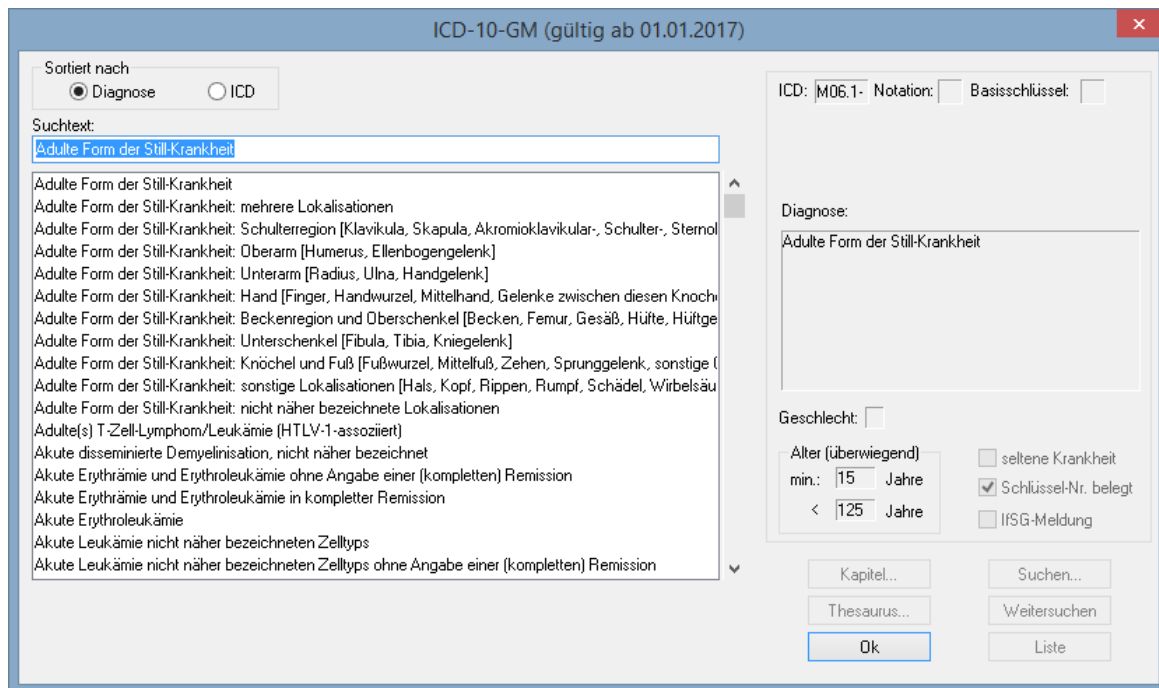 ICD-10-GM (gültig ab 01.01.2017)
Sortiert nach
Diagnose ICD
Suchtext:
Adulte Form der Still-Krankheit
Adulte Form der Still-Krankheit
Adulte Form der Still-Krankheit: mehrere Lokalisationen
Adulte Form der Still-Krankheit: Schulterregion [Klavikula, Skapula, Akromioklavikular-, Schulter-, Sternol
Adulte Form der Still-Krankheit: Oberarm [Humerus, Ellenbogengelenk]
Adulte Form der Still-Krankheit: Unterarm [Radius, Ulna, Handgelenk]
Adulte Form der Still-Krankheit: Hand [Finger, Handwurzel, Mittelhand, Gelenke zwischen diesen Knoch
Adulte Form der Still-Krankheit: Beckenregion und Oberschenkel [Becken, Femur, Gesäß, Hüfte, Hüftge
Adulte Form der Still-Krankheit: Unterschenkel [Fibula, Tibia, Kniegelenk]
Adulte Form der Still-Krankheit: Knöchel und Fuß [Fußwurzel, Mittelfuß, Zehen, Sprunggelenk, sonstige
Adulte Form der Still-Krankheit: sonstige Lokalisationen [Hals, Kopf, Rippen, Rumpf, Schädel, Wirbelsäu
Adulte Form der Still-Krankheit: nicht näher bezeichnete Lokalisationen
Adulte(s) T-Zell-Lymphom/Leukämie (HTLV-1-assoziiert)
Akute disseminierte Demyelinisation, nicht näher bezeichnet
Akute Erythrämie und Erythroleukämie ohne Angabe einer (kompletten) Remission
Akute Erythrämie und Erythroleukämie in kompletter Remission
Akute Erythroleukämie
Akute Leukämie nicht näher bezeichneten Zelltyps
Akute Leukämie nicht näher bezeichneten Zelltyps ohne Angabe einer (kompletten) Remission
ICD: M06.1- Notation: Basisschlüssel:
Diagnose:
Adulte Form der Still-Krankheit
Geschlecht:
Alter (überwiegend)
min.: 15 Jahre
< 125 Jahre
seltene Krankheit
Schlüssel-Nr. belegt
IfSG-Meldung
Kapitel... Suchen...
Thesaurus... Weitersuchen
Ok Liste